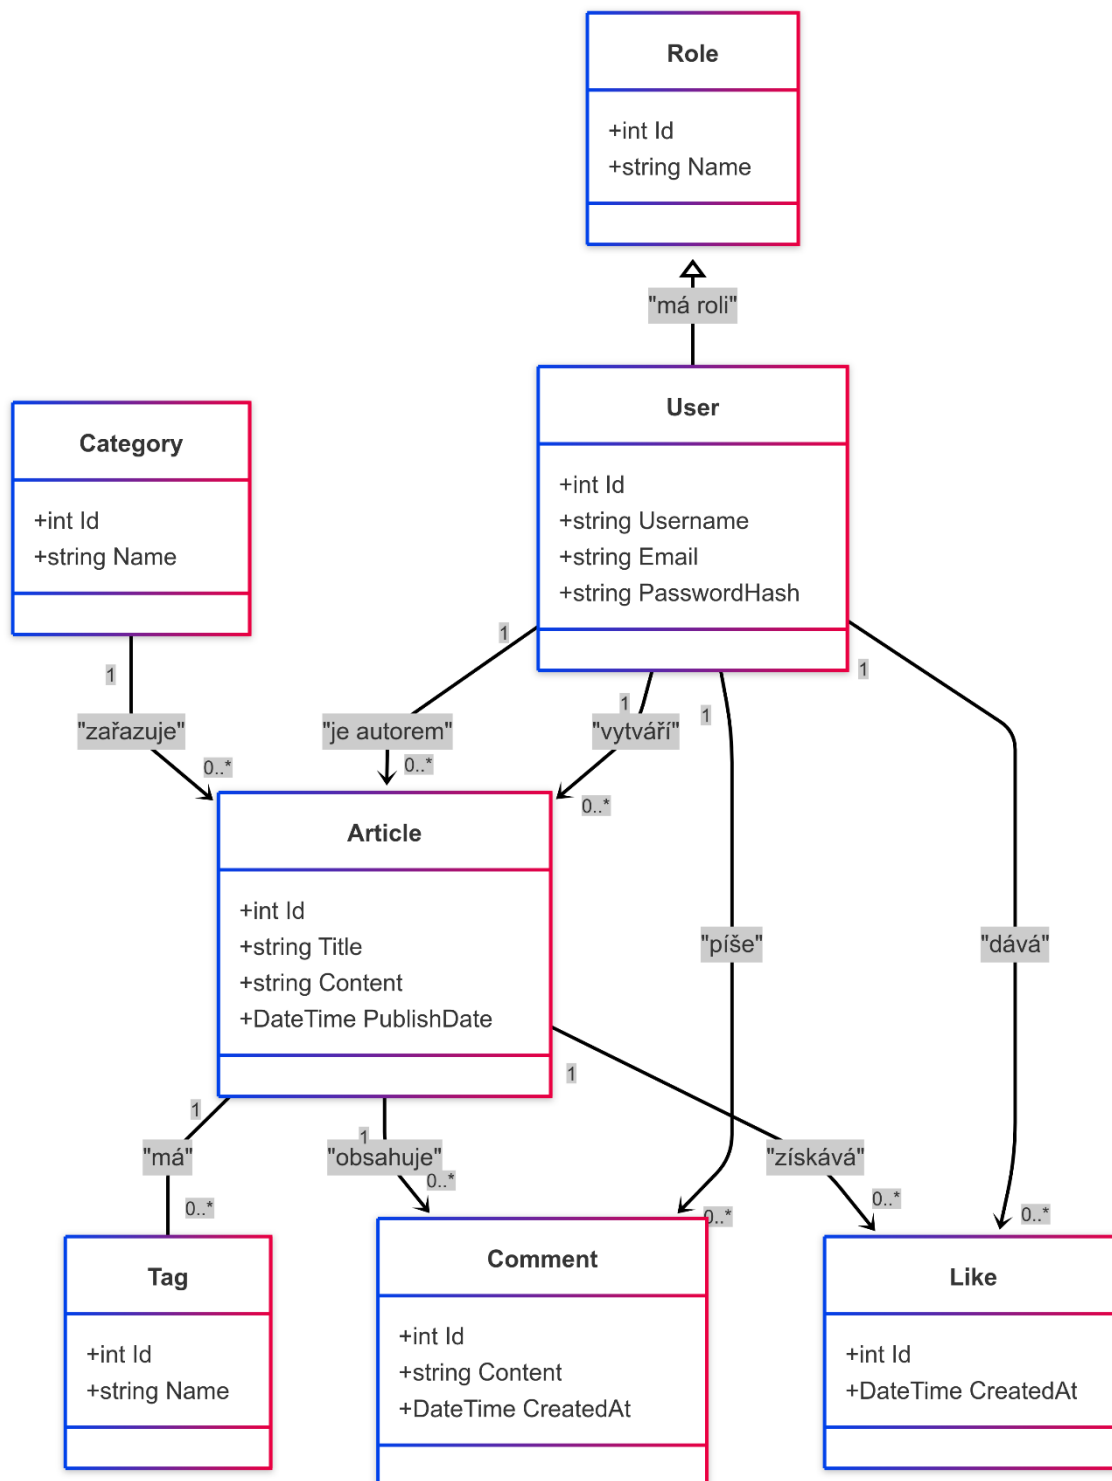 Role
+int Id
+string Name
"má roli"
User
+int Id
+string Username
+string Email
+string PasswordHash
Category
+int Id
+string Name
1
"zařazuje"
0..*
1
"je autorem"
0..*
1
"vytváří"
0..*
1
"píše"
0..*
1
"dává"
0..*
Article
+int Id
+string Title
+string Content
+DateTime PublishDate
1
"má"
0..*
1
"obsahuje"
0..*
1
"získává"
0..*
Tag
+int Id
+string Name
Comment
+int Id
+string Content
+DateTime CreatedAt
Like
+int Id
+DateTime CreatedAt